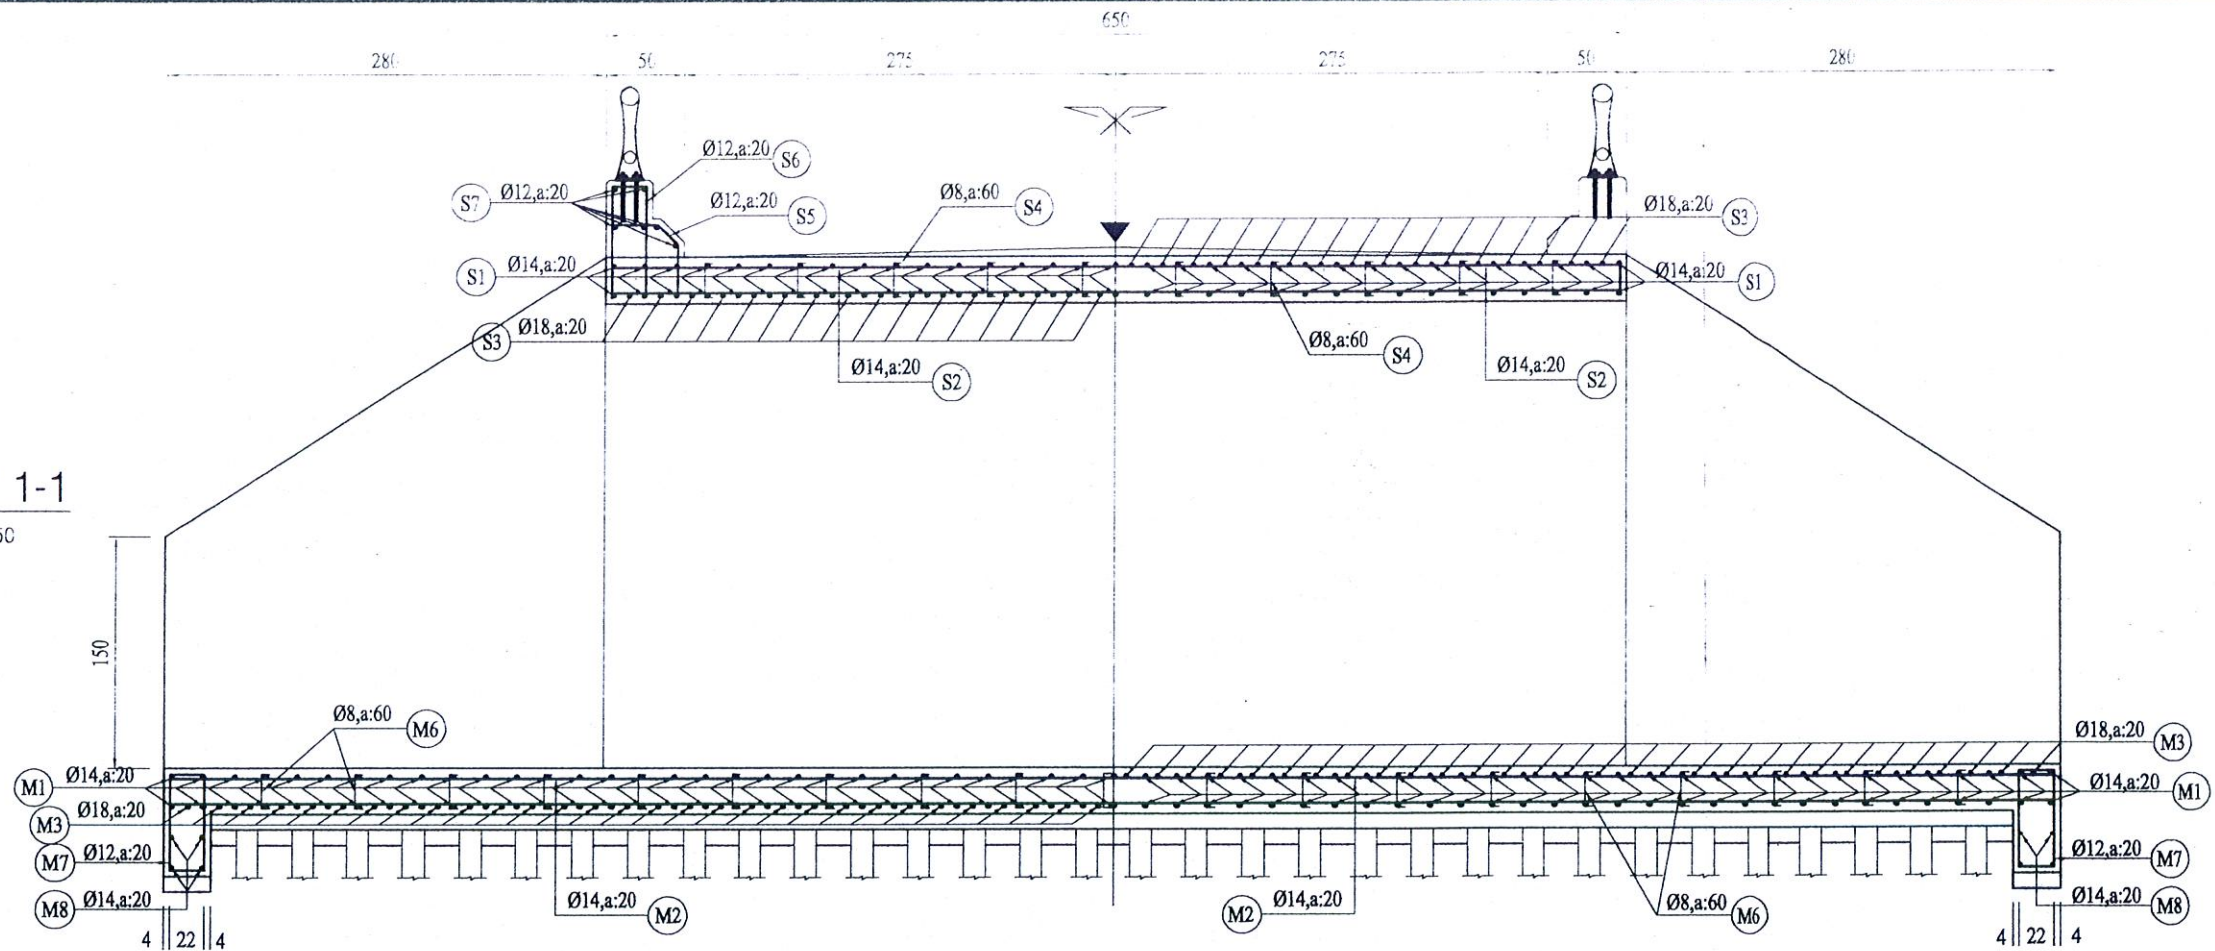 650
280 50 275 275 50 280
Ø12,a:20 S6
S7 Ø12,a:20
Ø12,a:20 S5
Ø8,a:60 S4
Ø18,a:20 S3
S1 Ø14,a:20
Ø14,a:20 S1
S3 Ø18,a:20
Ø8,a:60 S4
Ø14,a:20 S2
Ø14,a:20 S2
1-1
150
Ø8,a:60 M6
Ø18,a:20 M3
M1 Ø14,a:20
Ø14,a:20 M1
M3 Ø18,a:20
M7 Ø12,a:20
Ø12,a:20 M7
M8 Ø14,a:20
Ø14,a:20 M2
M2 Ø14,a:20
Ø8,a:60 M6
Ø14,a:20 M8
4 22 4
4 22 4